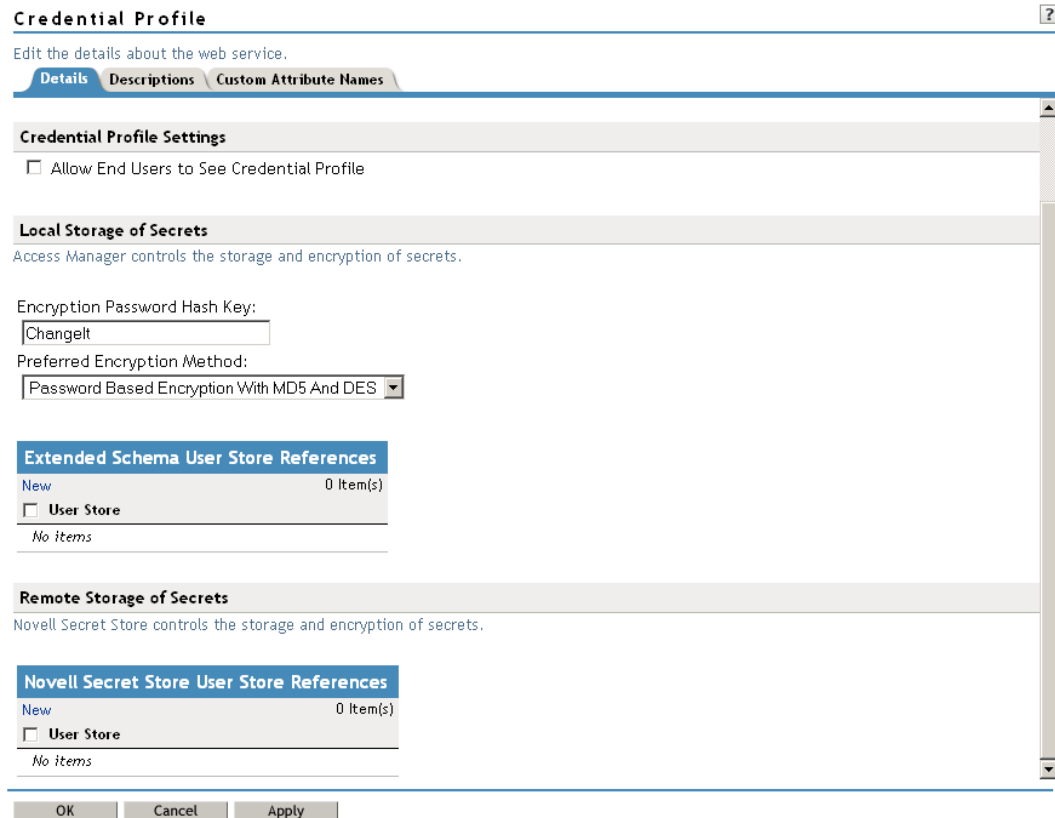 Credential Profile
?
Edit the details about the web service.
Details Descriptions Custom Attribute Names
Credential Profile Settings
Allow End Users to See Credential Profile
Local Storage of Secrets
Access Manager controls the storage and encryption of secrets.
Encryption Password Hash Key:
ChangeIt
Preferred Encryption Method:
Password Based Encryption With MD5 And DES
Extended Schema User Store References
New 0 Item(s)
User Store
No items
Remote Storage of Secrets
Novell Secret Store controls the storage and encryption of secrets.
Novell Secret Store User Store References
New 0 Item(s)
User Store
No items
OK Cancel Apply